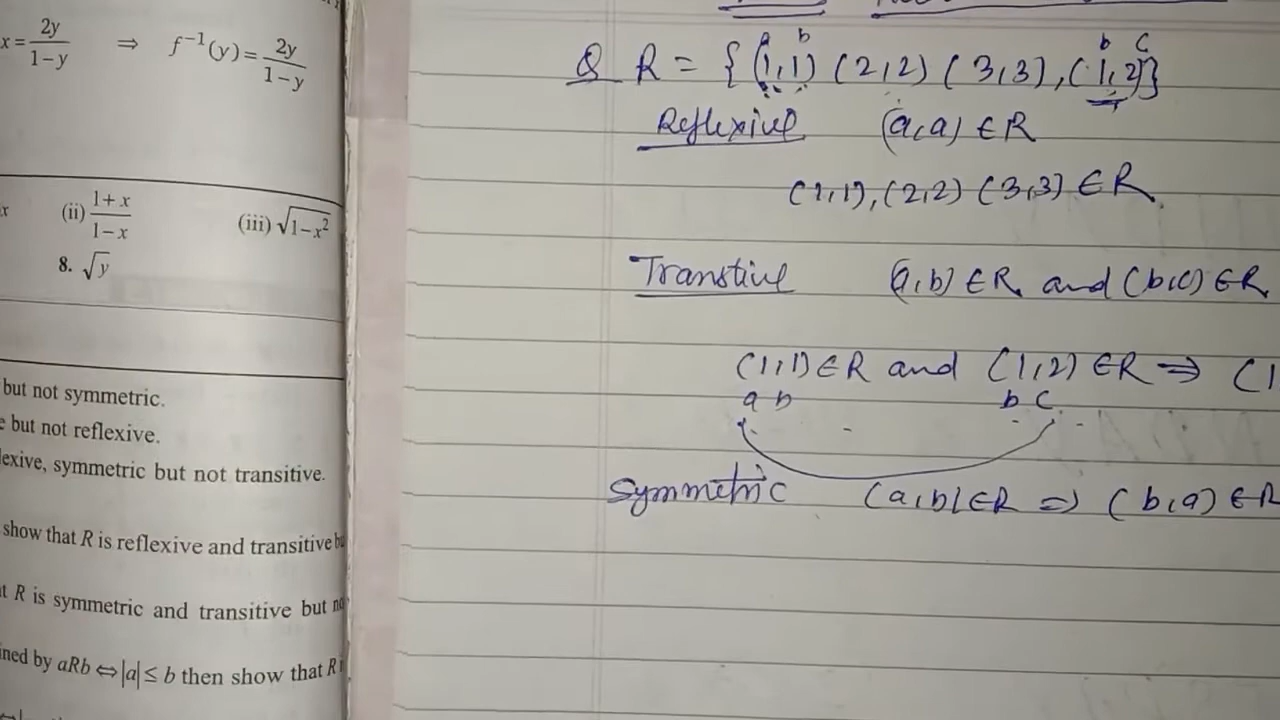 x = 2y/(1−y) ⇒ f⁻¹(y) = 2y/(1−y)
x (ii) (1+x)/(1−x) (iii) √(1−x²)
8. √y
but not symmetric.
e but not reflexive.
lexive, symmetric but not transitive.
show that R is reflexive and transitive
R is symmetric and transitive but
ined by aRb ⇔ |a| ≤ b then show that R
a b b c
Q R = {(1,1) (2,2) (3,3), (1,2)}
Reflexive (a,a) ∈R
(1,1), (2,2) (3,3) ∈R
Transtive (a,b) ∈R and (b,c) ∈R
(1,1) ∈R and (1,2) ∈R ⇒ (1
a b b c
Symmetric (a,b) ∈R ⇒ (b,a) ∈R